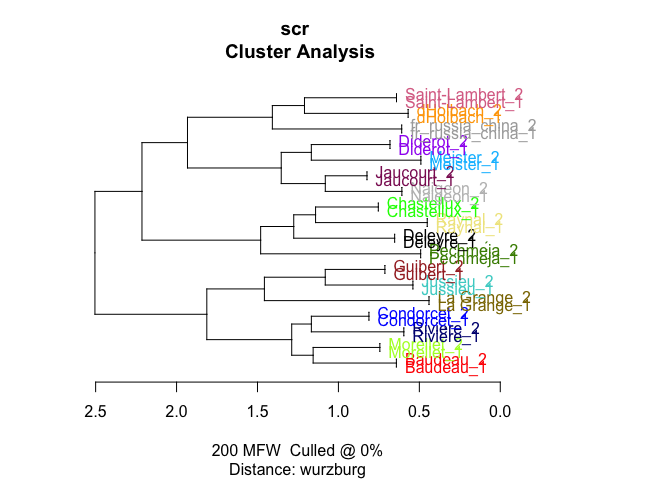 scr
Cluster Analysis
Saint-Lambert_2
Saint-Lambert_1
dHolbach_2
dHolbach_1
fr_russia_china_2
fr_russia_china_1
Diderot_2
Diderot_1
Meister_2
Meister_1
Jaucourt_2
Jaucourt_1
Naigeon_2
Naigeon_1
Chastellux_2
Chastellux_1
Raynal_2
Raynal_1
Deleyre_2
Deleyre_1
Pechmeja_2
Pechmeja_1
Guibert_2
Guibert_1
Jussieu_2
Jussieu_1
La Grange_2
La Grange_1
Condorcet_2
Condorcet_1
Riviere_2
Riviere_1
Morellet_2
Morellet_1
Baudeau_2
Baudeau_1
2.5 2.0 1.5 1.0 0.5 0.0
200 MFW  Culled @ 0%
Distance: wurzburg